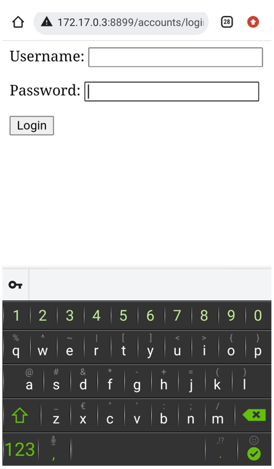 172.17.0.3:8899/accounts/logi
28
Username:
Password:
Login
1 2 3 4 5 6 7 8 9 0
% ^ ~ | [ ] < > { }
q w e r t y u i o p
@ # & * - + = ( )
a s d f g h j k l
_ € " ' : ; /
z x c v b n m
123 , . ,!?